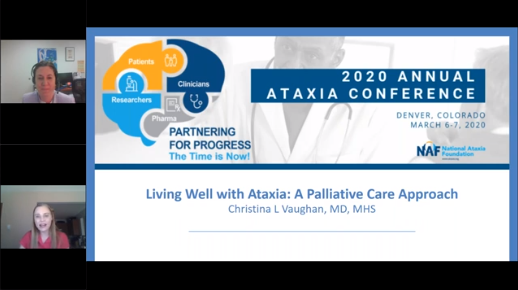 Patients
Clinicians
Researchers
Pharma
PARTNERING
FOR PROGRESS
The Time is Now!
2020 ANNUAL
ATAXIA CONFERENCE
DENVER, COLORADO
MARCH 6-7, 2020
NAF National Ataxia
Foundation
Living Well with Ataxia: A Palliative Care Approach
Christina L Vaughan, MD, MHS